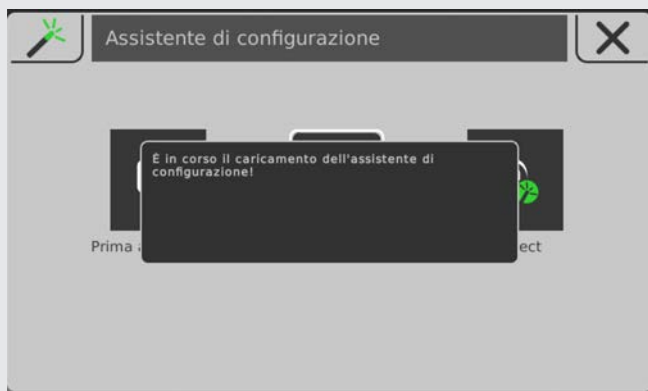 Assistente di configurazione
È in corso il caricamento dell'assistente di
configurazione!
Prima
ect